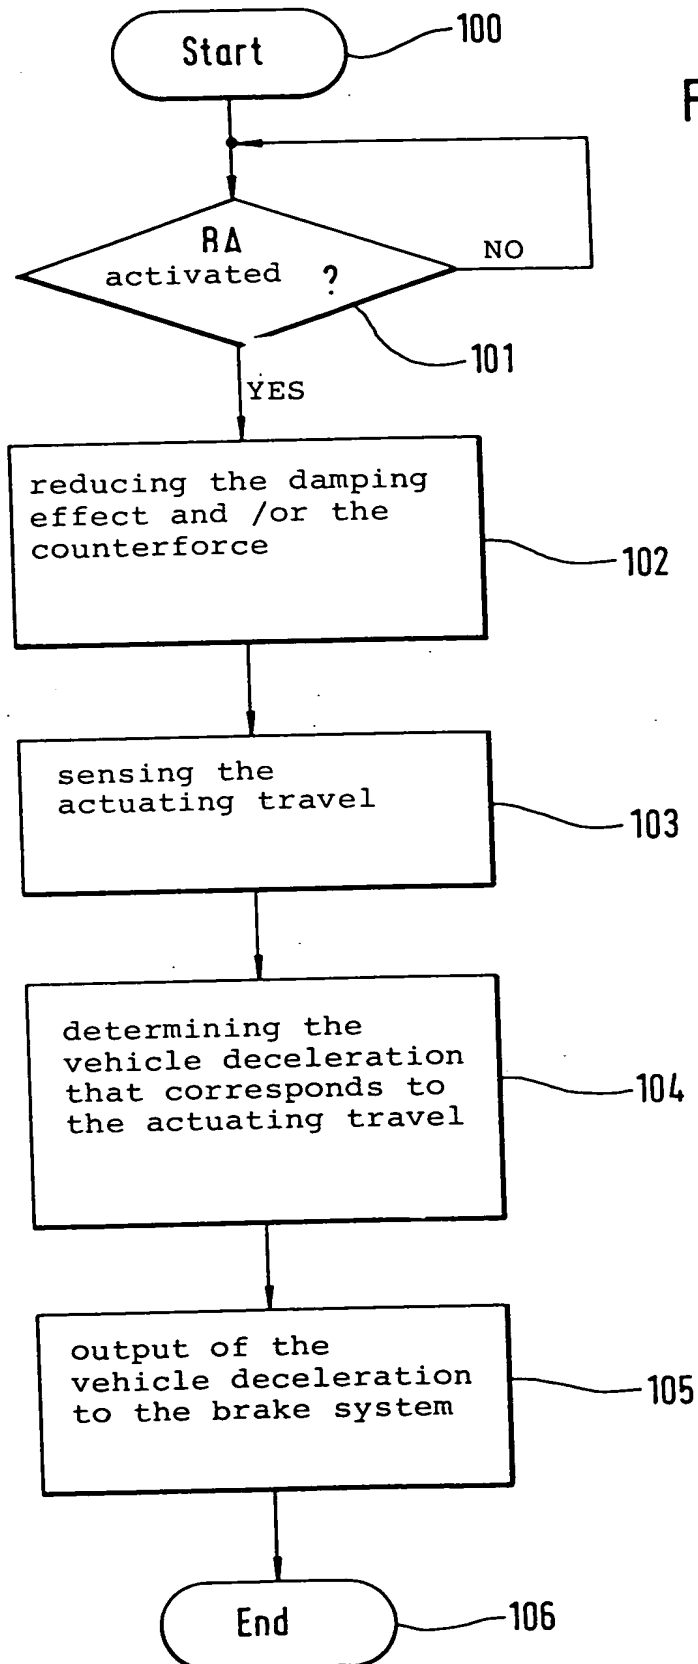 Start
100
F
BA
activated ?
NO
101
YES
reducing the damping
effect and /or the
counterforce
102
sensing the
actuating travel
103
determining the
vehicle deceleration
that corresponds to
the actuating travel
104
output of the
vehicle deceleration
to the brake system
105
End
106